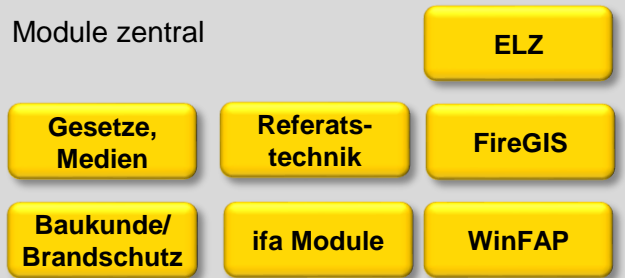 Module zentral
ELZ
Gesetze,
Medien
Referats-
technik
FireGIS
Baukunde/
Brandschutz
ifa Module
WinFAP